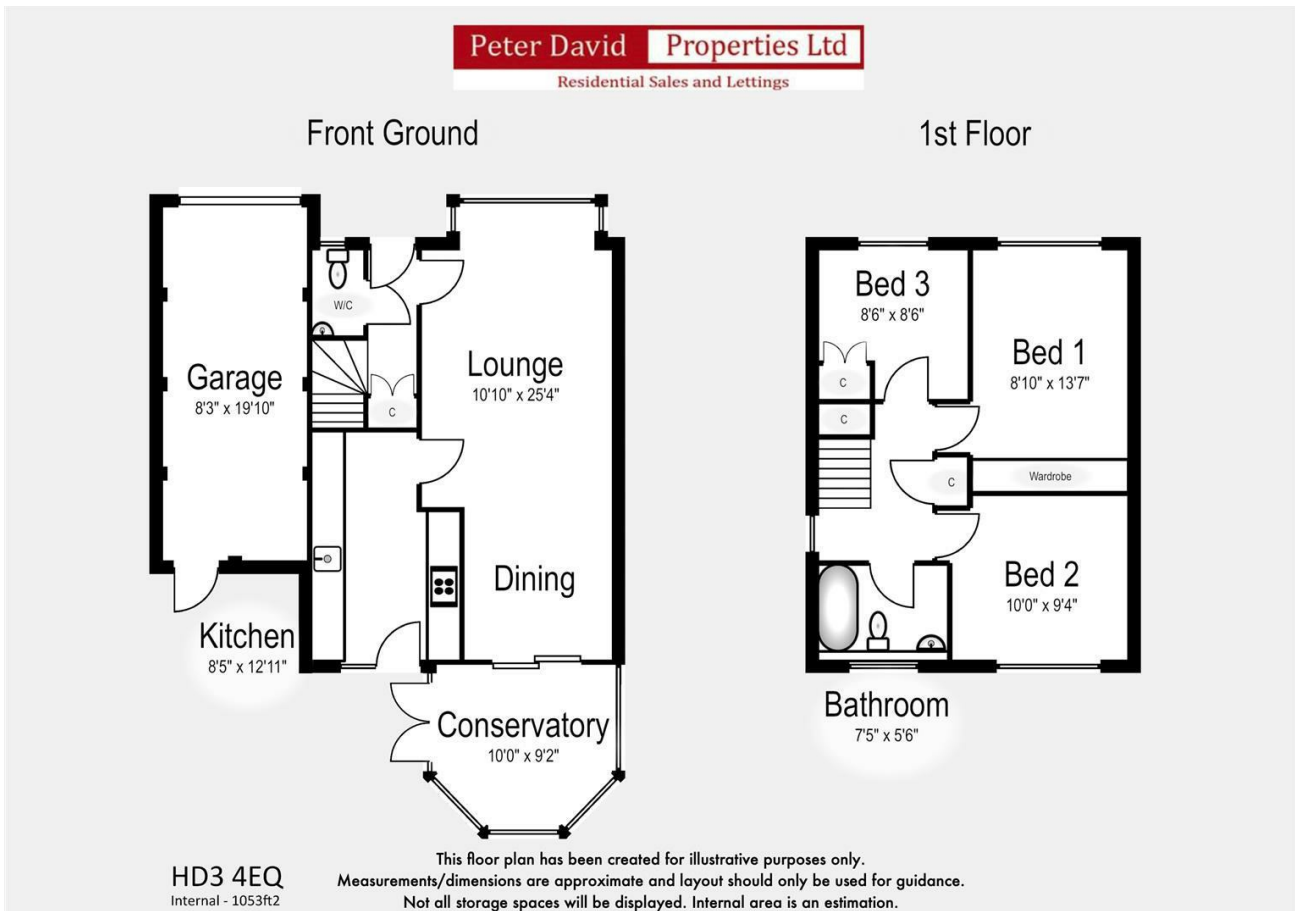 Peter David Properties Ltd
Residential Sales and Lettings
Front Ground
1st Floor
Garage
8'3" x 19'10"
W/C
C
Lounge
10'10" x 25'4"
Dining
Kitchen
8'5" x 12'11"
Conservatory
10'0" x 9'2"
Bed 3
8'6" x 8'6"
C
C
Bed 1
8'10" x 13'7"
C
Wardrobe
Bed 2
10'0" x 9'4"
Bathroom
7'5" x 5'6"
HD3 4EQ
Internal - 1053ft2
This floor plan has been created for illustrative purposes only.
Measurements/dimensions are approximate and layout should only be used for guidance.
Not all storage spaces will be displayed. Internal area is an estimation.